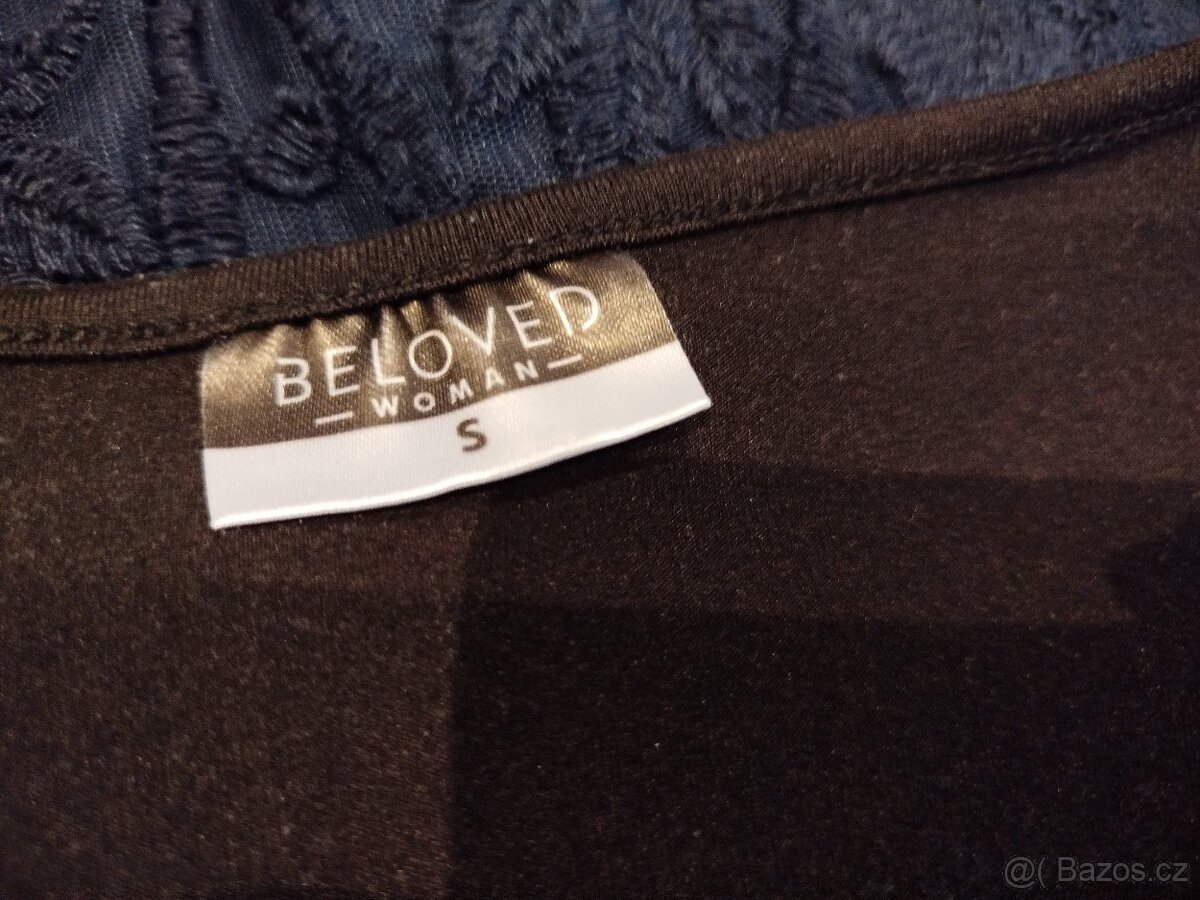 BELOVED
— WOMAN —
S
@( Bazos.cz